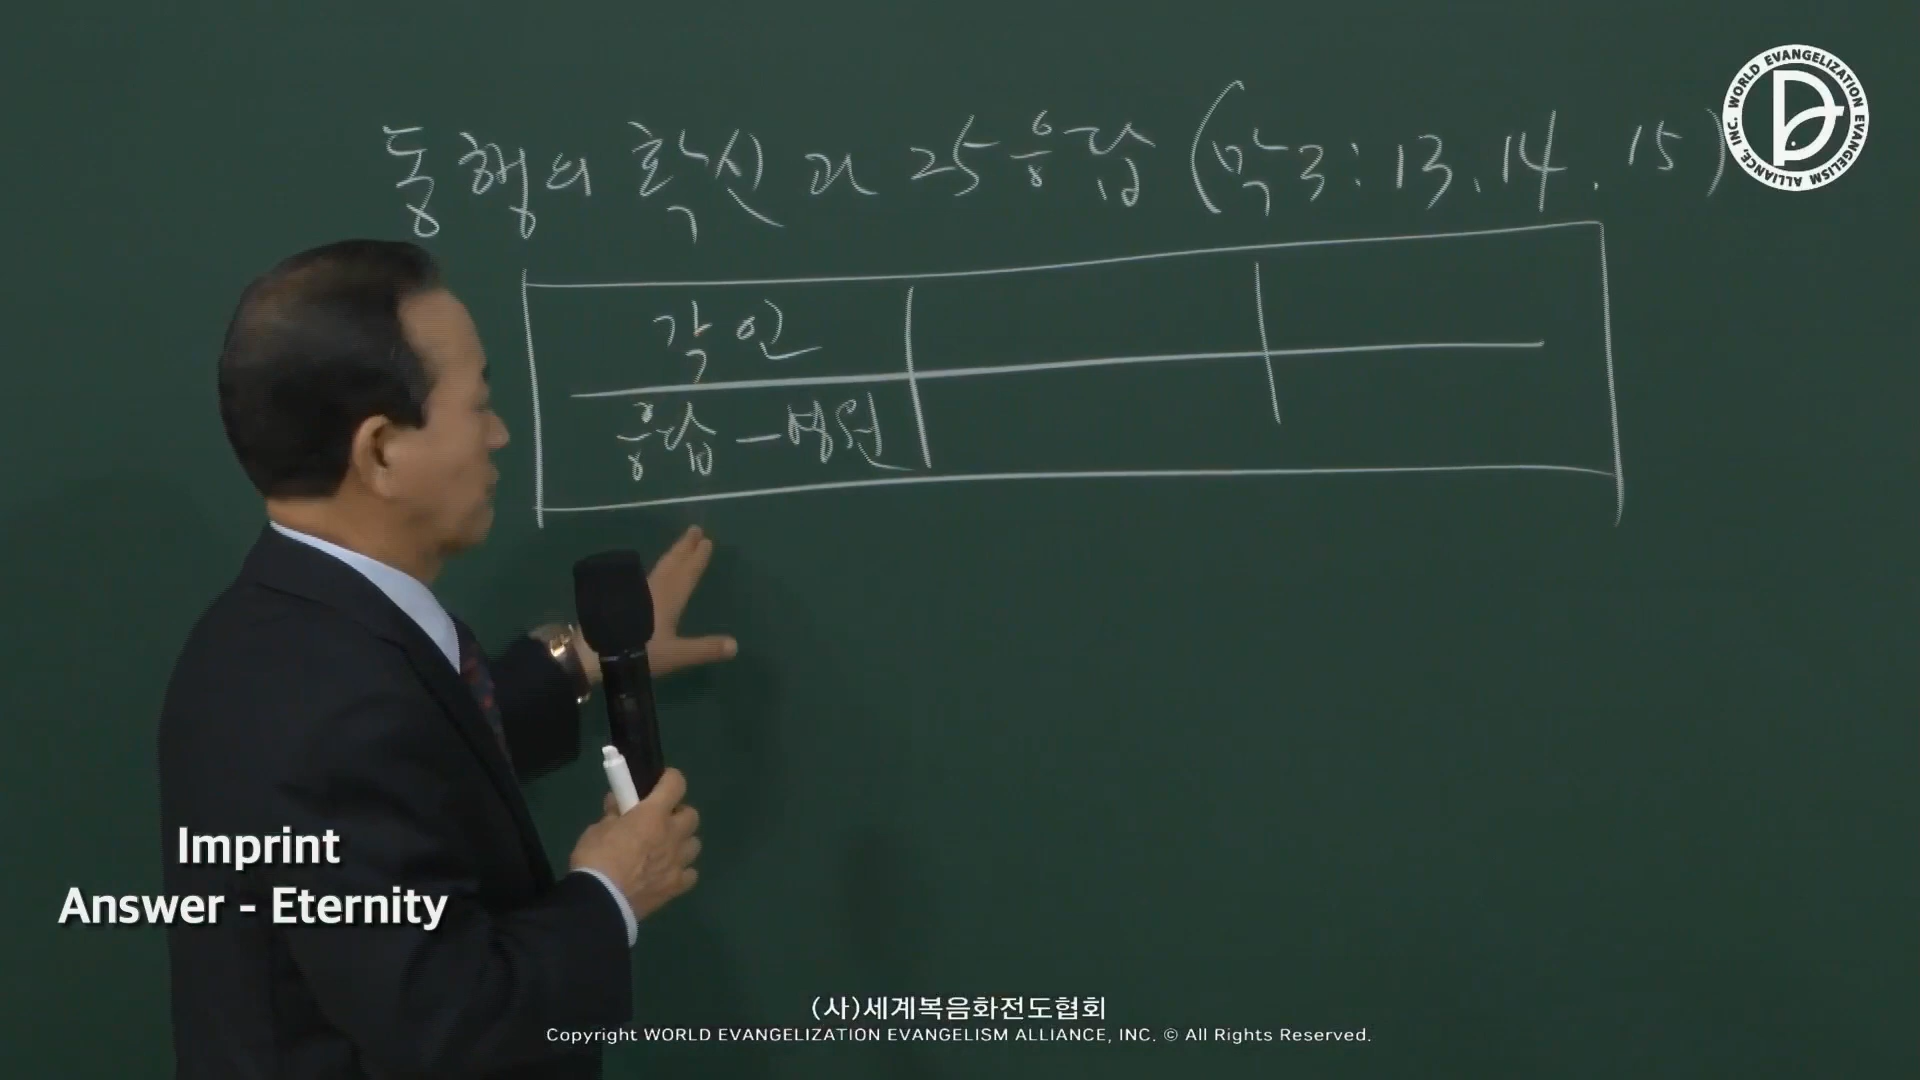 동행의 확신과 25응답 (막3:13.14.15)
각인
응답-영원
WORLD EVANGELIZATION EVANGELISM ALLIANCE, INC.
Imprint
Answer - Eternity
(사)세계복음화전도협회
Copyright WORLD EVANGELIZATION EVANGELISM ALLIANCE, INC. © All Rights Reserved.